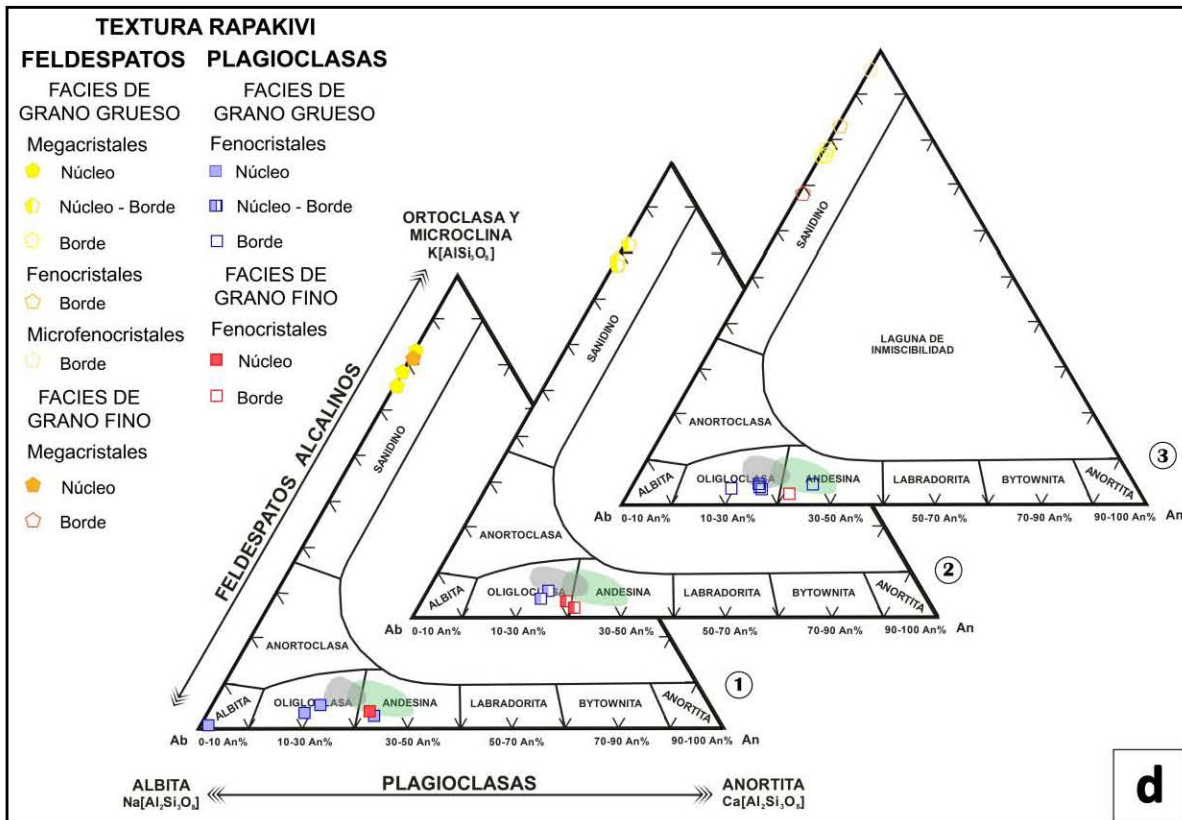 TEXTURA RAPAKIVI
FELDESPATOS
FACIES DE
GRANO GRUESO
Megacristales
Núcleo
Núcleo - Borde
Borde
Fenocristales
Borde
Microfenocristales
Borde
FACIES DE
GRANO FINO
Megacristales
Núcleo
Borde
PLAGIOCLASAS
FACIES DE
GRANO GRUESO
Fenocristales
Núcleo
Núcleo - Borde
Borde
FACIES DE
GRANO FINO
Fenocristales
Núcleo
Borde
ORTOCLASA Y
MICROCLINA
K[AlSi₃O₈]
FELDESPATOS ALCALINOS
SANIDINO
ANORTOCLASA
ALBITA
OLIGLOCLASA
ANDESINA
LABRADORITA
BYTOWNITA
ANORTITA
1
Ab
0-10 An%
10-30 An%
30-50 An%
50-70 An%
70-90 An%
90-100 An%
An
SANIDINO
ANORTOCLASA
ALBITA
OLIGLOCLASA
ANDESINA
LABRADORITA
BYTOWNITA
ANORTITA
2
Ab
0-10 An%
10-30 An%
30-50 An%
50-70 An%
70-90 An%
90-100 An%
An
SANIDINO
LAGUNA DE
INMISCIBILIDAD
ANORTOCLASA
ALBITA
OLIGLOCLASA
ANDESINA
LABRADORITA
BYTOWNITA
ANORTITA
3
Ab
0-10 An%
10-30 An%
30-50 An%
50-70 An%
70-90 An%
90-100 An%
An
ALBITA
Na[Al₂Si₃O₈]
PLAGIOCLASAS
ANORTITA
Ca[Al₂Si₃O₈]
d